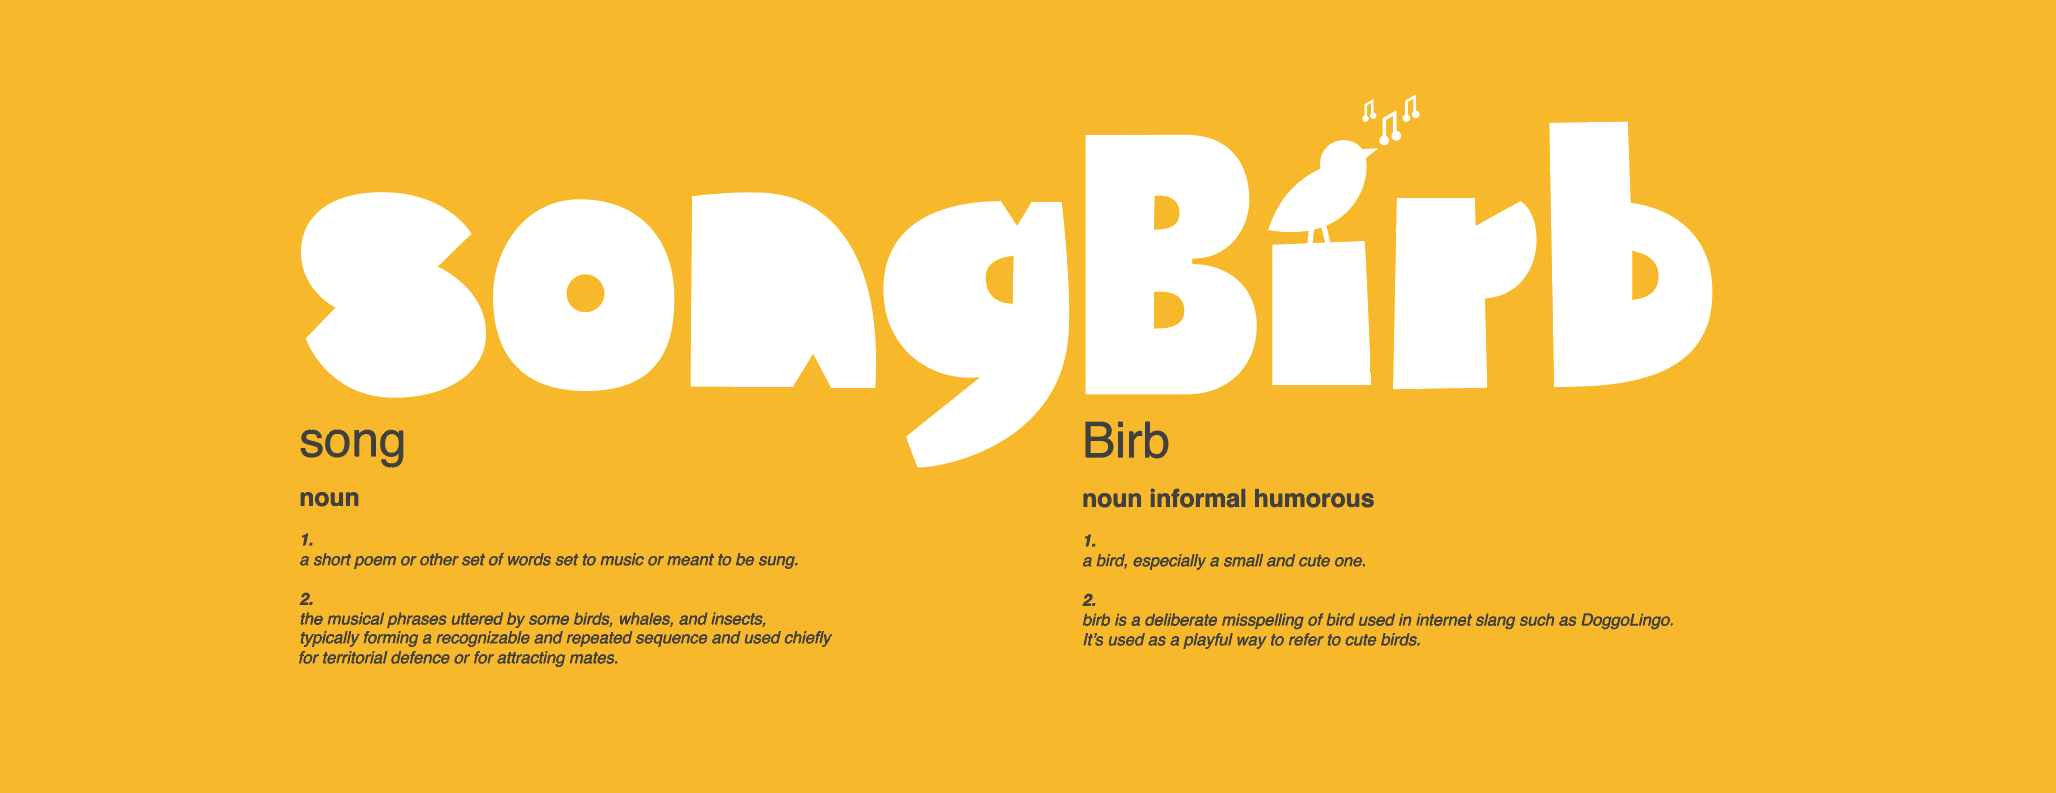 songBirb
song
noun
1.
a short poem or other set of words set to music or meant to be sung.
2.
the musical phrases uttered by some birds, whales, and insects,
typically forming a recognizable and repeated sequence and used chiefly
for territorial defence or for attracting mates.
Birb
noun informal humorous
1.
a bird, especially a small and cute one.
2.
birb is a deliberate misspelling of bird used in internet slang such as DoggoLingo.
It’s used as a playful way to refer to cute birds.